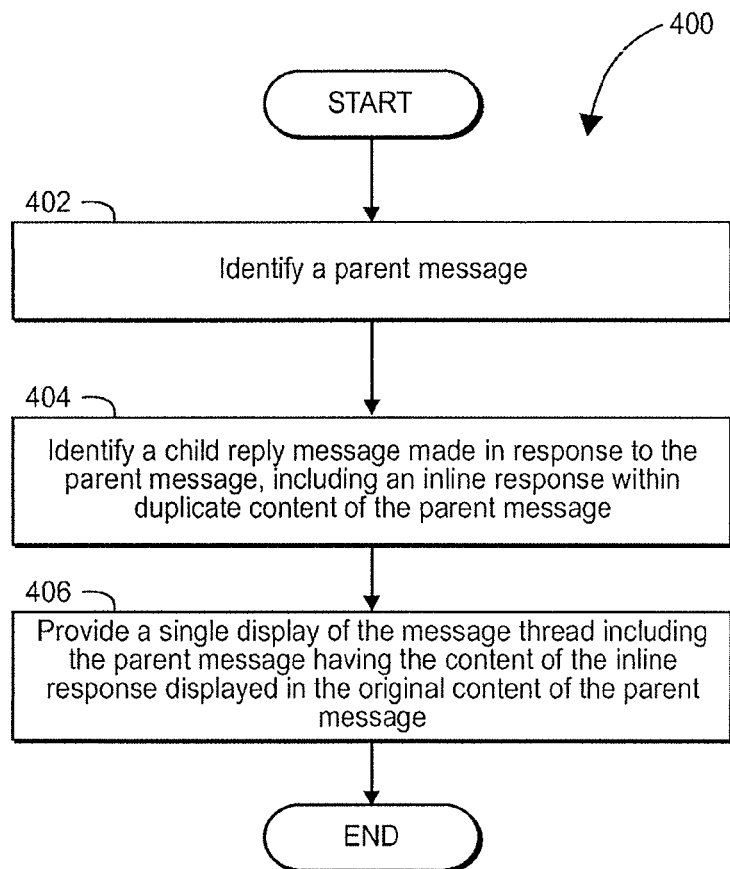 400
START
402
Identify a parent message
404
Identify a child reply message made in response to the
parent message, including an inline response within
duplicate content of the parent message
406
Provide a single display of the message thread including
the parent message having the content of the inline
response displayed in the original content of the parent
message
END